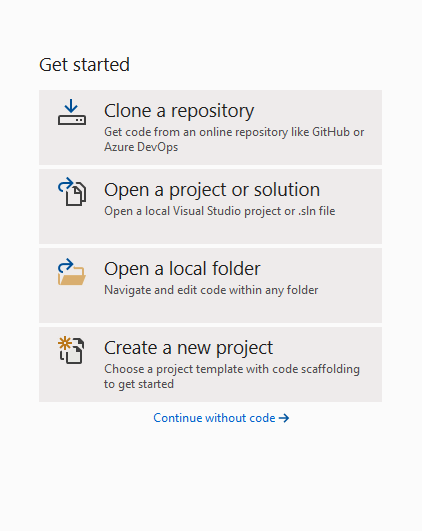 Get started
Clone a repository
Get code from an online repository like GitHub or
Azure DevOps
Open a project or solution
Open a local Visual Studio project or .sln file
Open a local folder
Navigate and edit code within any folder
Create a new project
Choose a project template with code scaffolding
to get started
Continue without code →